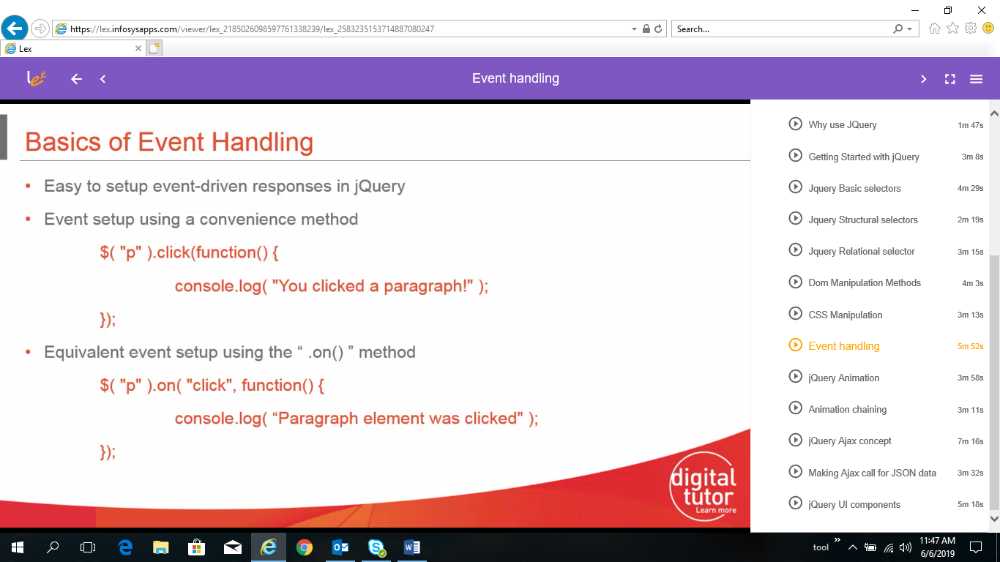 https://lex.infosysapps.com/viewer/lex_2185026098597761338239/lex_2583235153714887080247
Search...
Lex
lex
Event handling
Basics of Event Handling
• Easy to setup event-driven responses in jQuery
• Event setup using a convenience method
$( "p" ).click(function() {
console.log( "You clicked a paragraph!" );
});
• Equivalent event setup using the “ .on() ” method
$( "p" ).on( "click", function() {
console.log( “Paragraph element was clicked" );
});
digital
tutor
Learn more
Why use JQuery 1m 47s
Getting Started with jQuery 3m 8s
Jquery Basic selectors 4m 29s
Jquery Structural selectors 2m 19s
Jquery Relational selector 3m 15s
Dom Manipulation Methods 4m 3s
CSS Manipulation 3m 13s
Event handling 5m 52s
jQuery Animation 3m 58s
Animation chaining 3m 11s
jQuery Ajax concept 7m 16s
Making Ajax call for JSON data 3m 32s
jQuery UI components 5m 18s
tool
11:47 AM
6/6/2019